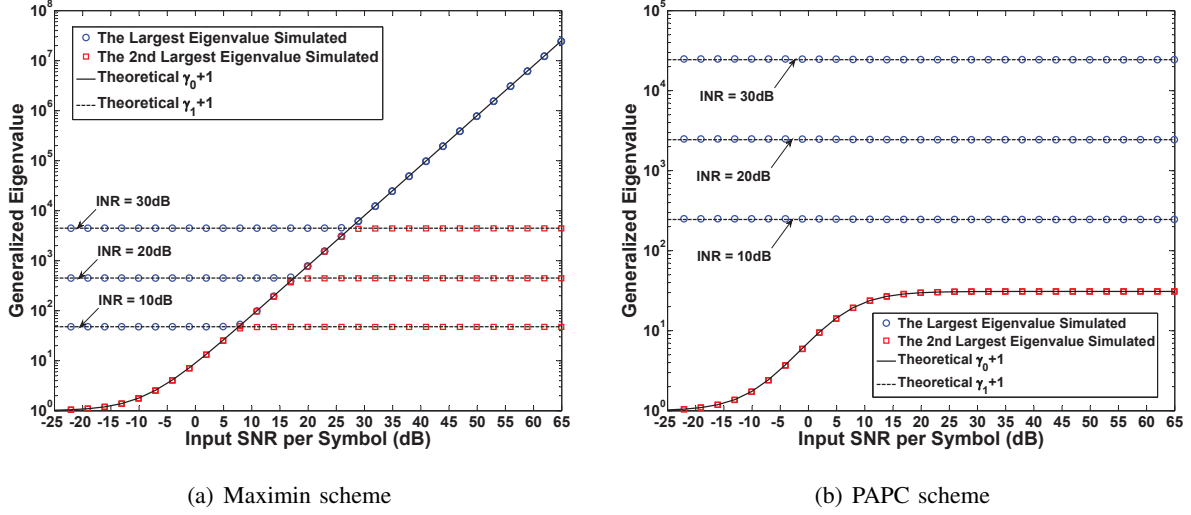 10^8
10^7
10^6
10^5
10^4
10^3
10^2
10^1
10^0
Generalized Eigenvalue
The Largest Eigenvalue Simulated
The 2nd Largest Eigenvalue Simulated
Theoretical γ_0+1
Theoretical γ_1+1
INR = 30dB
INR = 20dB
INR = 10dB
-25 -20 -15 -10 -5 0 5 10 15 20 25 30 35 40 45 50 55 60 65
Input SNR per Symbol (dB)
(a) Maximin scheme
10^5
10^4
10^3
10^2
10^1
10^0
Generalized Eigenvalue
INR = 30dB
INR = 20dB
INR = 10dB
The Largest Eigenvalue Simulated
The 2nd Largest Eigenvalue Simulated
Theoretical γ_0+1
Theoretical γ_1+1
-25 -20 -15 -10 -5 0 5 10 15 20 25 30 35 40 45 50 55 60 65
Input SNR per Symbol (dB)
(b) PAPC scheme